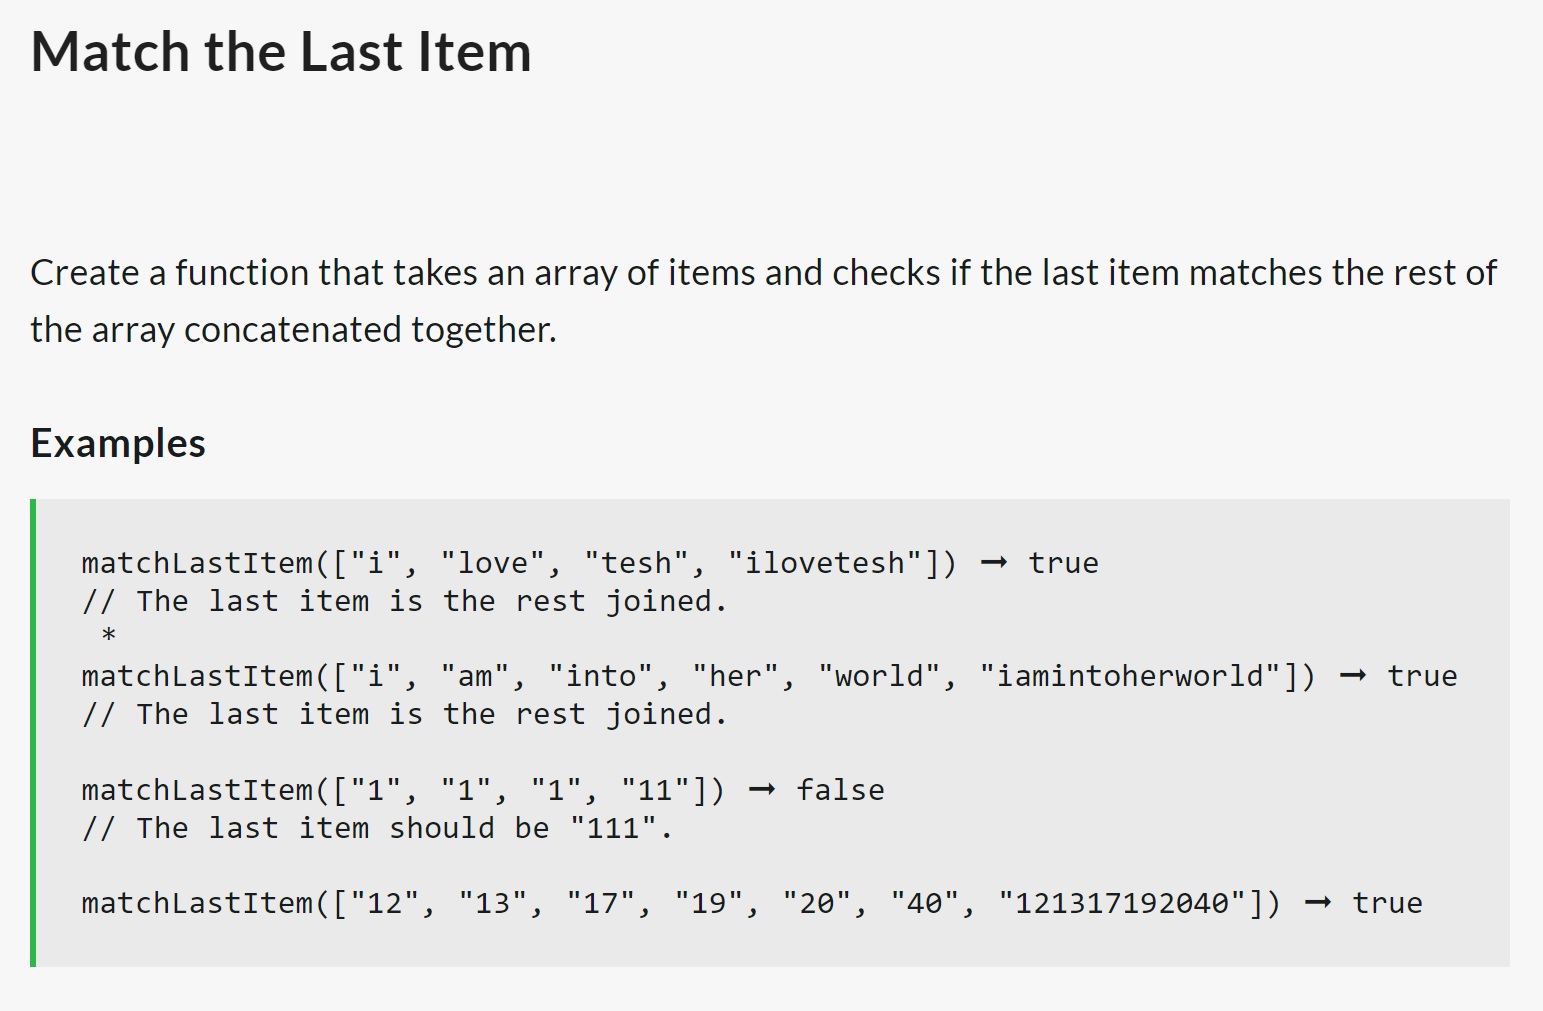 Match the Last Item
Create a function that takes an array of items and checks if the last item matches the rest of
the array concatenated together.
Examples
matchLastItem(["i", "love", "tesh", "ilovetesh"]) ➞ true
// The last item is the rest joined.
*
matchLastItem(["i", "am", "into", "her", "world", "iamintoherworld"]) ➞ true
// The last item is the rest joined.
matchLastItem(["1", "1", "1", "11"]) ➞ false
// The last item should be "111".
matchLastItem(["12", "13", "17", "19", "20", "40", "121317192040"]) ➞ true